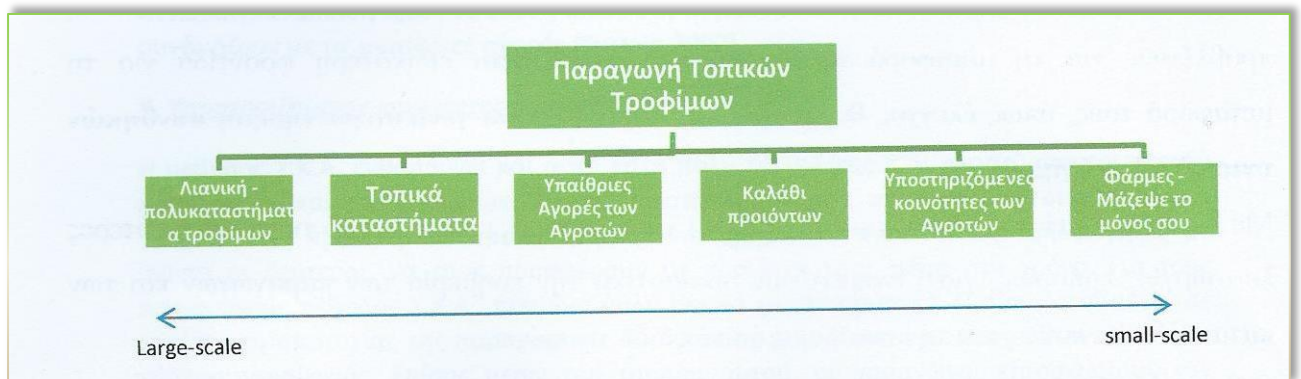 Παραγωγή Τοπικών
Τροφίμων
Λιανική -
πολυκαταστήματ
α τροφίμων
Τοπικά
καταστήματα
Υπαίθριες
Αγορές των
Αγροτών
Καλάθι
προιόντων
Υποστηριζόμενες
κοινότητες των
Αγροτών
Φάρμες -
Μάζεψε το
μόνος σου
Large-scale
small-scale